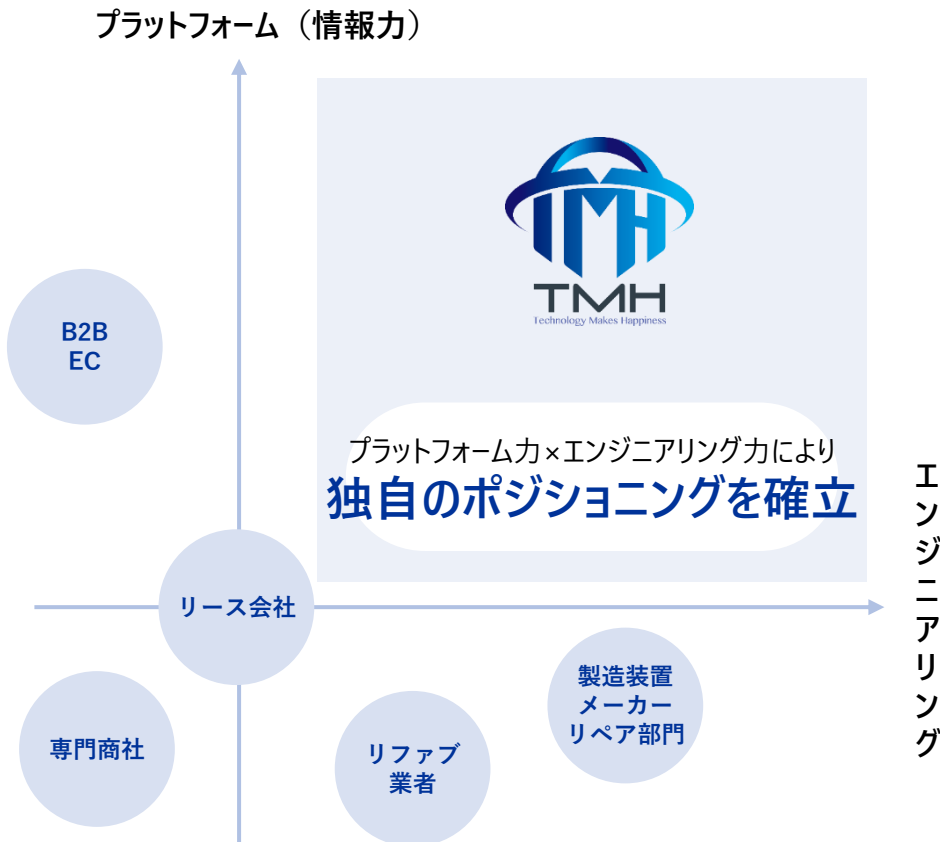 プラットフォーム（情報力）
TMH
TMH
Technology Makes Happiness
B2B
EC
プラットフォーム力×エンジニアリング力により
独自のポジショニングを確立
エンジニアリング
リース会社
製造装置
メーカー
リペア部門
専門商社
リファブ
業者